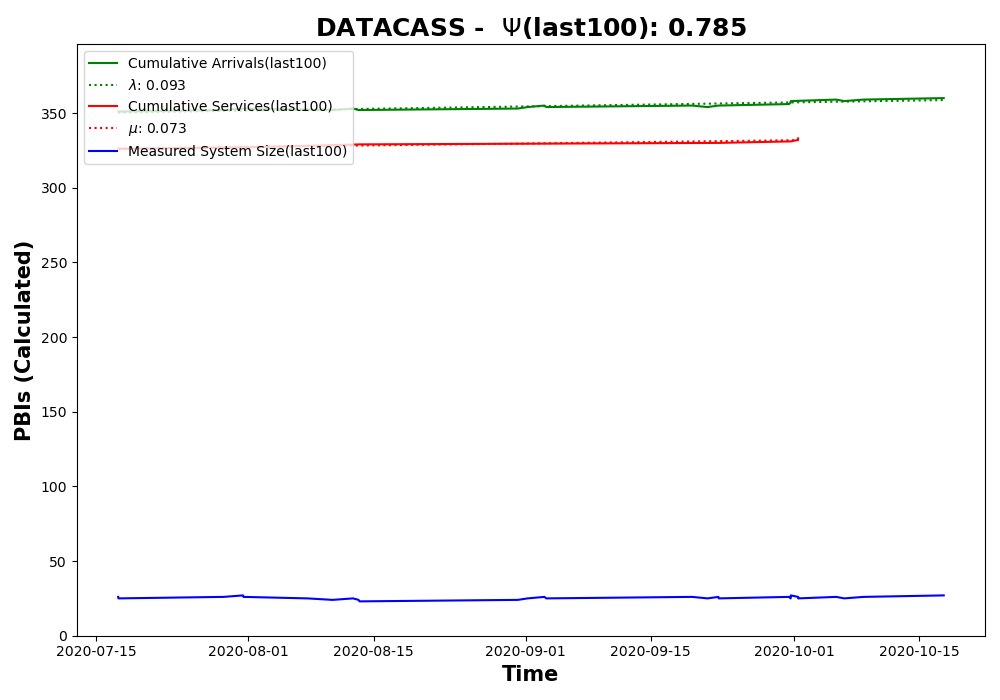 DATACASS - Ψ(last100): 0.785
Cumulative Arrivals(last100)
λ: 0.093
Cumulative Services(last100)
μ: 0.073
Measured System Size(last100)
PBIs (Calculated)
350
300
250
200
150
100
50
0
2020-07-15 2020-08-01 2020-08-15 2020-09-01 2020-09-15 2020-10-01 2020-10-15
Time